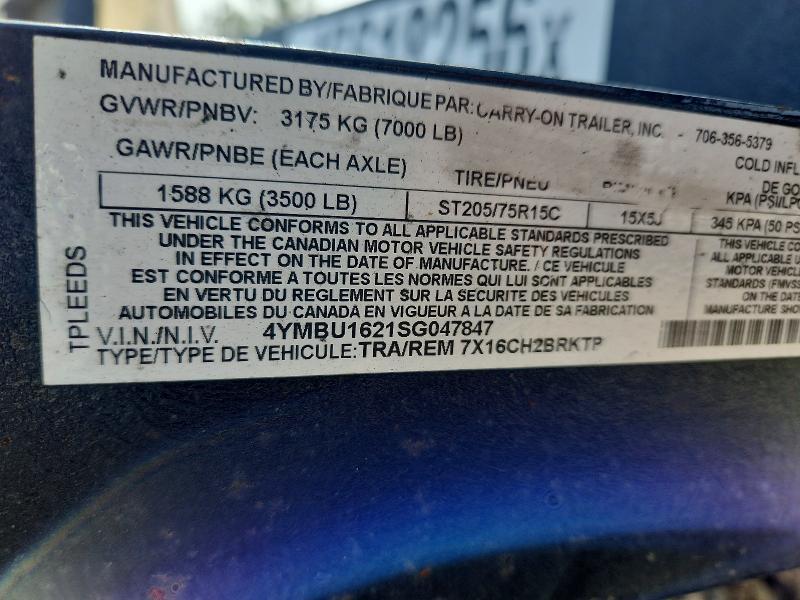 MANUFACTURED BY/FABRIQUE PAR: CARRY-ON TRAILER, INC. - 706-356-5379
GVWR/PNBV: 3175 KG (7000 LB)
COLD INFL
GAWR/PNBE (EACH AXLE) TIRE/PNEU
DE GO
KPA (PSI/LPC
1588 KG (3500 LB) ST205/75R15C 15X5J 345 KPA (50 PS
THIS VEHICLE CONFORMS TO ALL APPLICABLE STANDARDS PRESCRIBED
UNDER THE CANADIAN MOTOR VEHICLE SAFETY REGULATIONS
IN EFFECT ON THE DATE OF MANUFACTURE. / CE VEHICULE
EST CONFORME A TOUTES LES NORMES QUI LUI SONT APPLICABLES
EN VERTU DU REGLEMENT SUR LA SECURITE DES VEHICULES
AUTOMOBILES DU CANADA EN VIGUEUR A LA DATE DE SA FABRICATION
THIS VEHICLE CO
ALL APPLICABLE
MOTOR VEHICL
STANDARDS (FMVSS
ON THE DATE
MANUFACTURE SHO
V.I.N./N.I.V. 4YMBU1621SG047847
TYPE/TYPE DE VEHICULE: TRA/REM 7X16CH2BRKTP
TPLEEDS